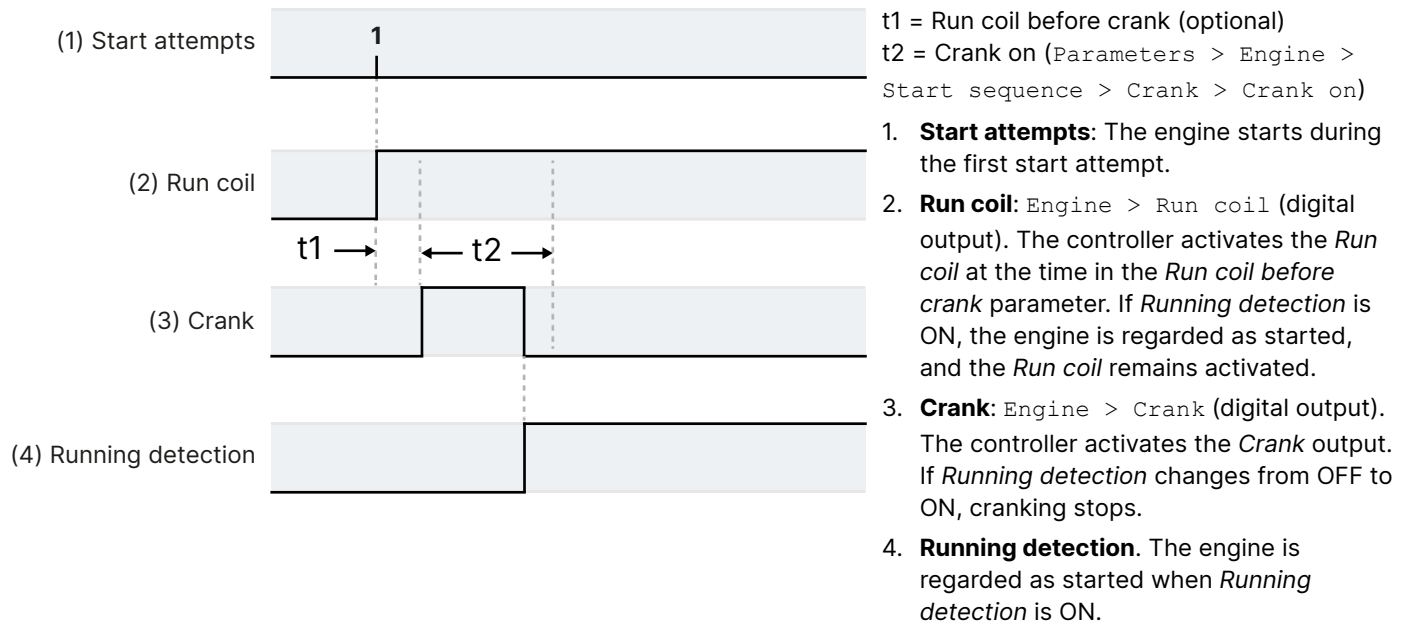 (1) Start attempts
1
(2) Run coil
t1
t2
(3) Crank
(4) Running detection
t1 = Run coil before crank (optional)
t2 = Crank on (Parameters > Engine >
Start sequence > Crank > Crank on)
1. Start attempts: The engine starts during
the first start attempt.
2. Run coil: Engine > Run coil (digital
output). The controller activates the Run
coil at the time in the Run coil before
crank parameter. If Running detection is
ON, the engine is regarded as started,
and the Run coil remains activated.
3. Crank: Engine > Crank (digital output).
The controller activates the Crank output.
If Running detection changes from OFF to
ON, cranking stops.
4. Running detection. The engine is
regarded as started when Running
detection is ON.